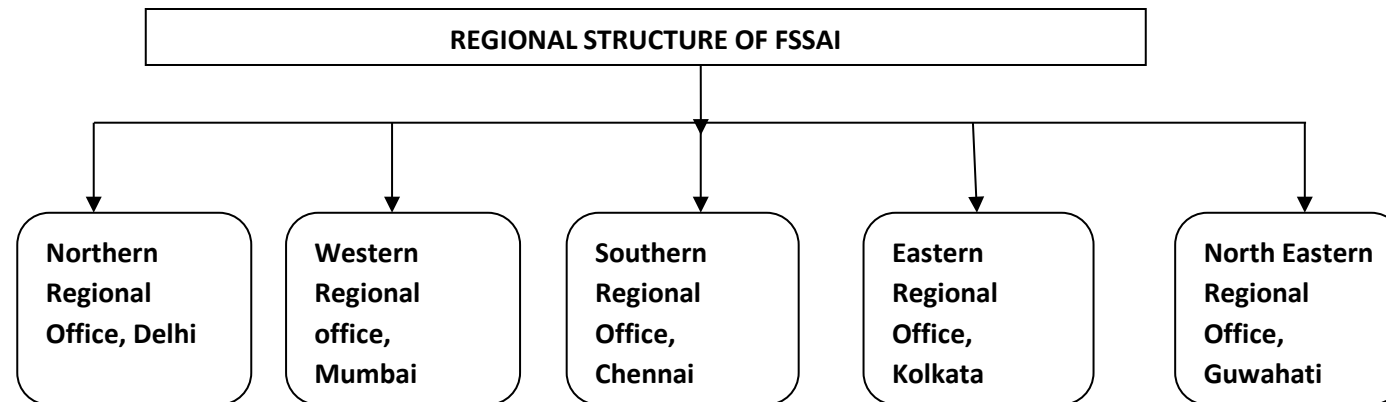 REGIONAL STRUCTURE OF FSSAI
Northern
Regional
Office, Delhi
Western
Regional
office,
Mumbai
Southern
Regional
Office,
Chennai
Eastern
Regional
Office,
Kolkata
North Eastern
Regional
Office,
Guwahati